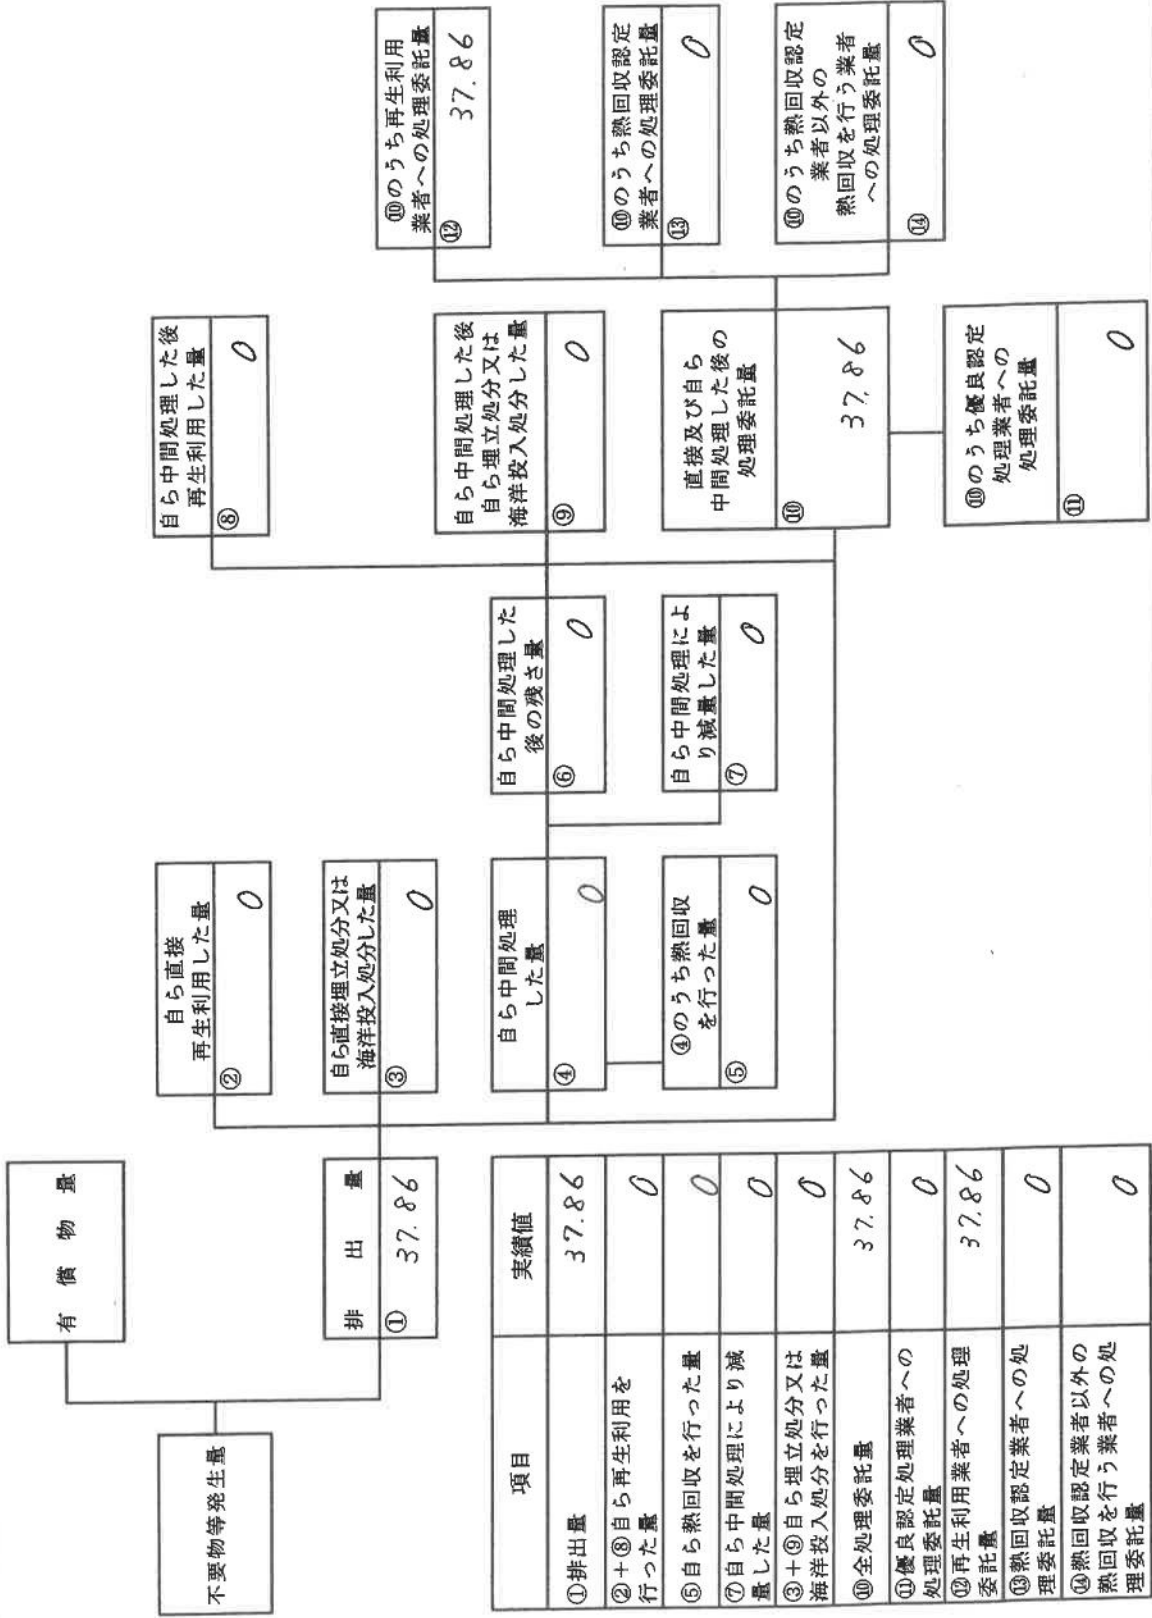 不要物等発生量
有償物量
排出量
① 37.86
自ら直接
再生利用した量
② 0
自ら直接埋立処分又は
海洋投入処分した量
③ 0
自ら中間処理
した量
④ 0
④のうち熱回収
を行った量
⑤ 0
自ら中間処理した
後の残さ量
⑥ 0
自ら中間処理によ
り減量した量
⑦ 0
自ら中間処理した後
再生利用した量
⑧ 0
自ら中間処理した後
自ら埋立処分又は
海洋投入処分した量
⑨ 0
直接及び自ら
中間処理した後の
処理委託量
⑩ 37.86
⑩のうち優良認定
処理業者への
処理委託量
⑪ 0
⑩のうち再生利用
業者への処理委託量
⑫ 37.86
⑩のうち熱回収認定
業者への処理委託量
⑬ 0
⑩のうち熱回収認定
業者以外の
熱回収を行う業者
への処理委託量
⑭ 0
項目 実績値
①排出量 37.86
②+⑧自ら再生利用を
行った量 0
⑤自ら熱回収を行った量 0
⑦自ら中間処理により減
量した量 0
③+⑨自ら埋立処分又は
海洋投入処分を行った量 0
⑩全処理委託量 37.86
⑪優良認定処理業者への
処理委託量 0
⑫再生利用業者への処理
委託量 37.86
⑬熱回収認定業者への処
理委託量 0
⑭熱回収認定業者以外の
熱回収を行う業者への処
理委託量 0